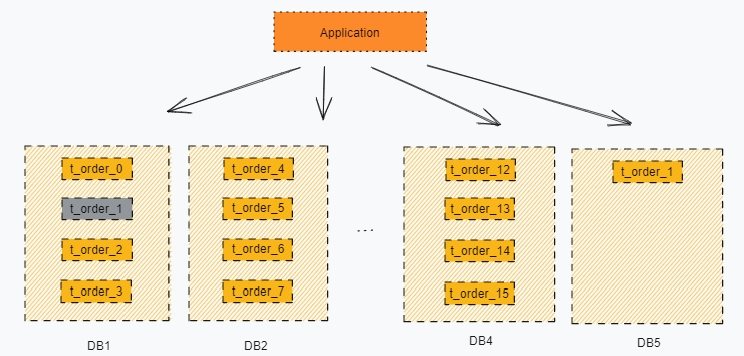 Application
t_order_0
t_order_1
t_order_2
t_order_3
DB1
t_order_4
t_order_5
t_order_6
t_order_7
DB2
...
t_order_12
t_order_13
t_order_14
t_order_15
DB4
t_order_1
DB5